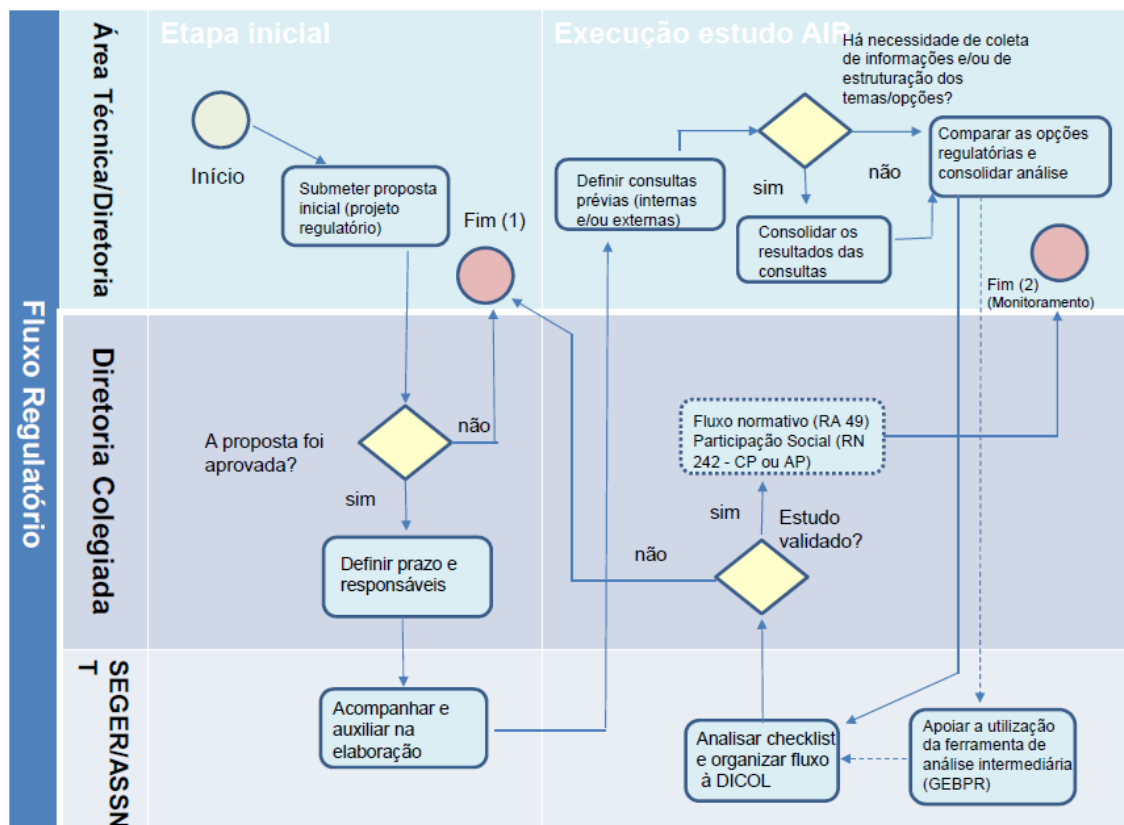 Fluxo Regulatório
Área Técnica/Diretoria
Etapa inicial
Execução estudo AIR
Início
Submeter proposta
inicial (projeto
regulatório)
Fim (1)
Definir consultas
prévias (internas
e/ou externas)
Há necessidade de coleta
de informações e/ou de
estruturação dos
temas/opções?
sim
não
Consolidar os
resultados das
consultas
Comparar as opções
regulatórias e
consolidar análise
Fim (2)
(Monitoramento)
Diretoria Colegiada
A proposta foi
aprovada?
não
sim
Definir prazo e
responsáveis
Fluxo normativo (RA 49)
Participação Social (RN
242 - CP ou AP)
sim
Estudo
validado?
não
SEGER/ASSN
T
Acompanhar e
auxiliar na
elaboração
Analisar checklist
e organizar fluxo
à DICOL
Apoiar a utilização
da ferramenta de
análise intermediária
(GEBPR)